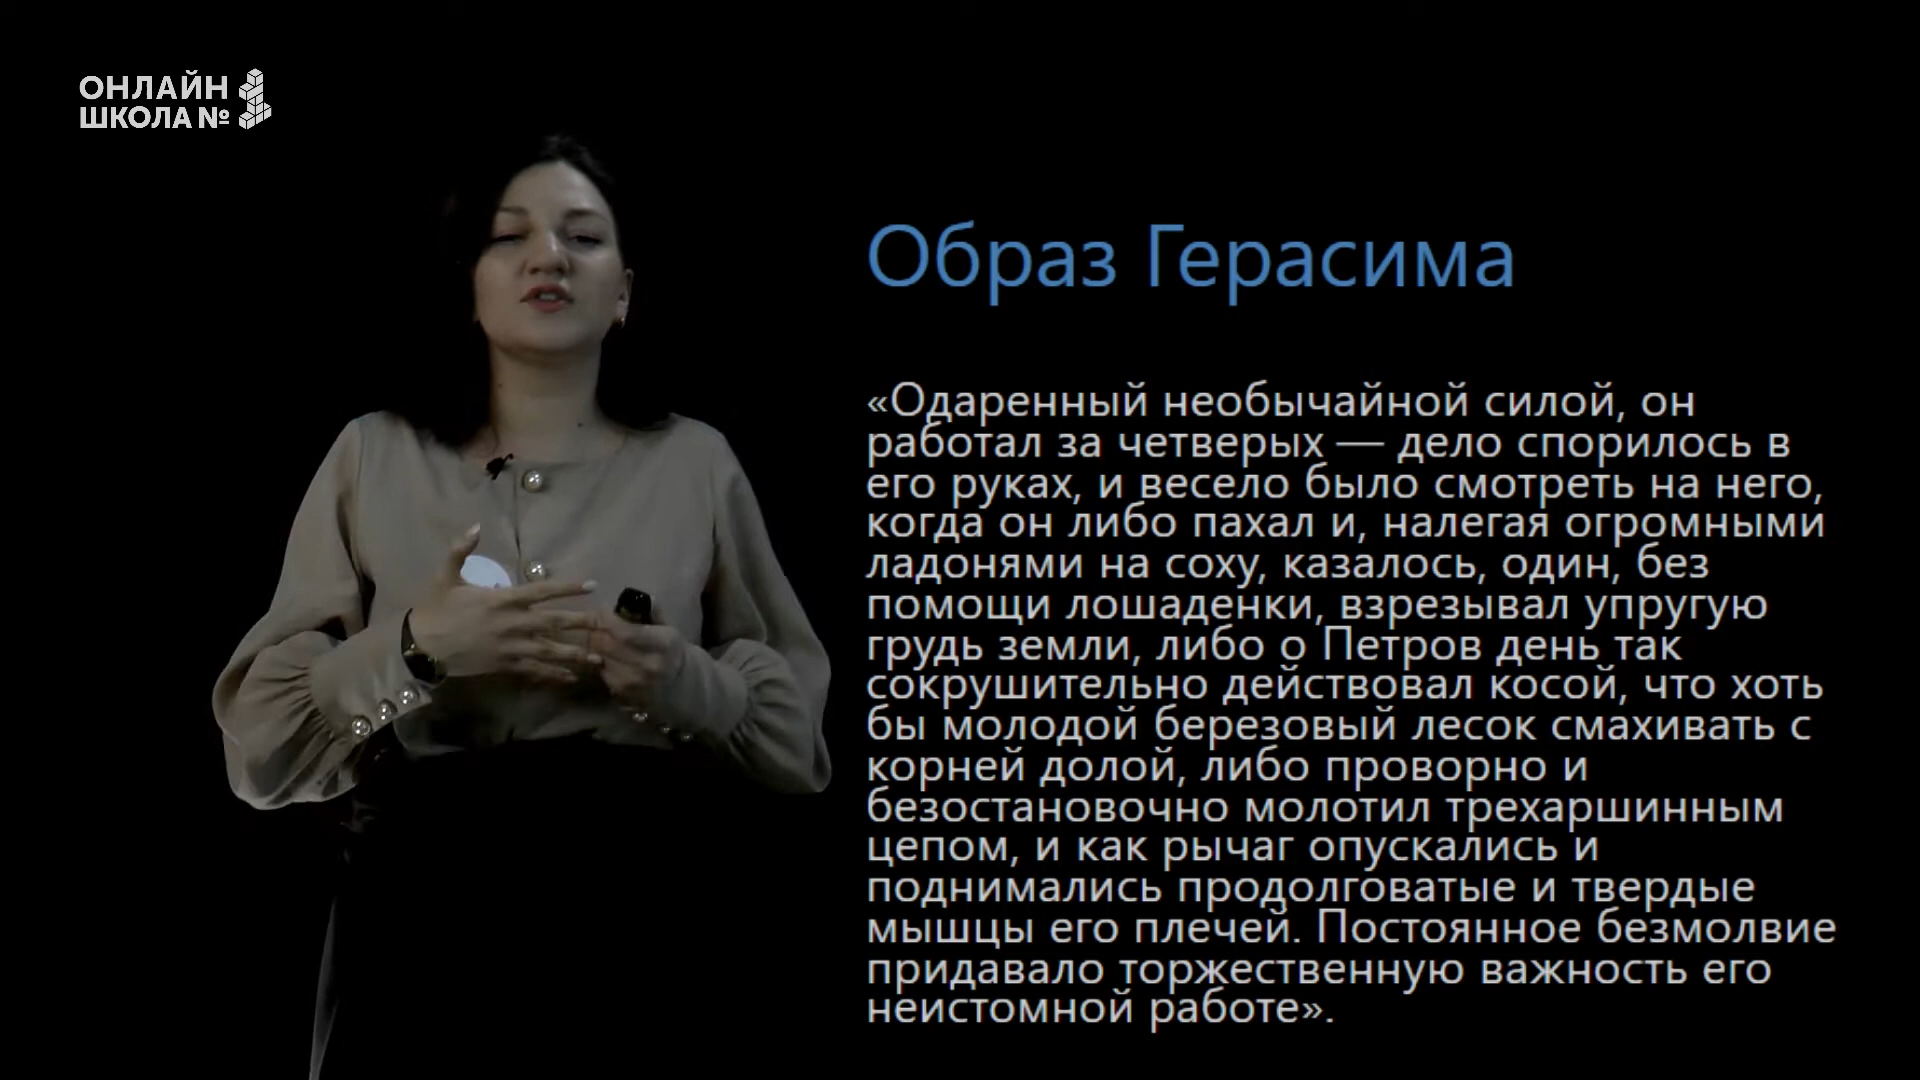 ОНЛАЙН
ШКОЛА №
Образ Герасима
«Одаренный необычайной силой, он
работал за четверых — дело спорилось в
его руках, и весело было смотреть на него,
когда он либо пахал и, налегая огромными
ладонями на соху, казалось, один, без
помощи лошаденки, взрезывал упругую
грудь земли, либо о Петров день так
сокрушительно действовал косой, что хоть
бы молодой березовый лесок смахивать с
корней долой, либо проворно и
безостановочно молотил трехаршинным
цепом, и как рычаг опускались и
поднимались продолговатые и твердые
мышцы его плечей. Постоянное безмолвие
придавало торжественную важность его
неистомной работе».